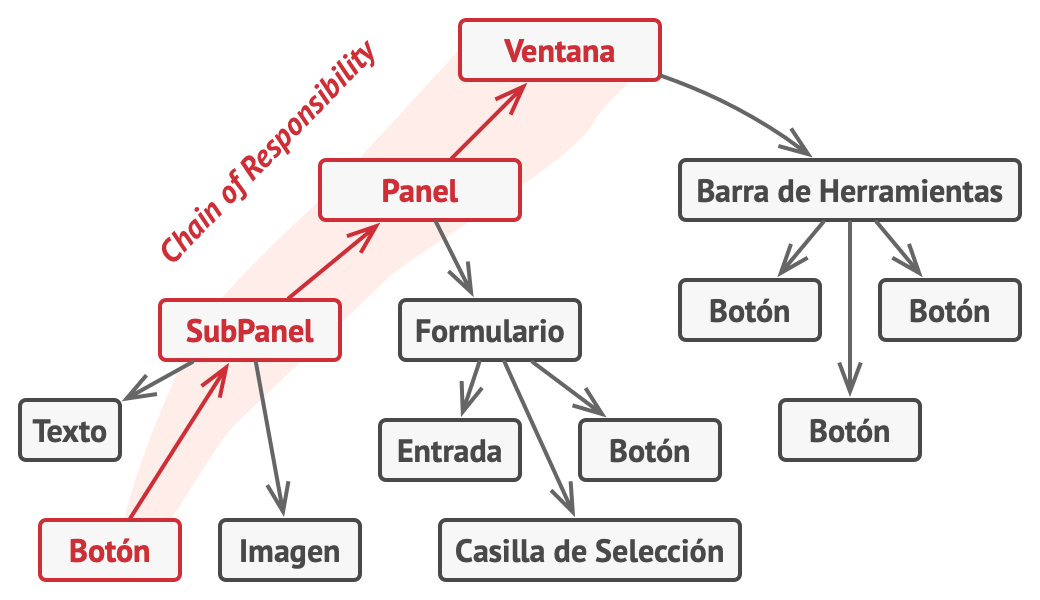 Ventana
Chain of Responsibility
Panel
Barra de Herramientas
SubPanel
Formulario
Botón
Botón
Texto
Entrada
Botón
Botón
Botón
Imagen
Casilla de Selección